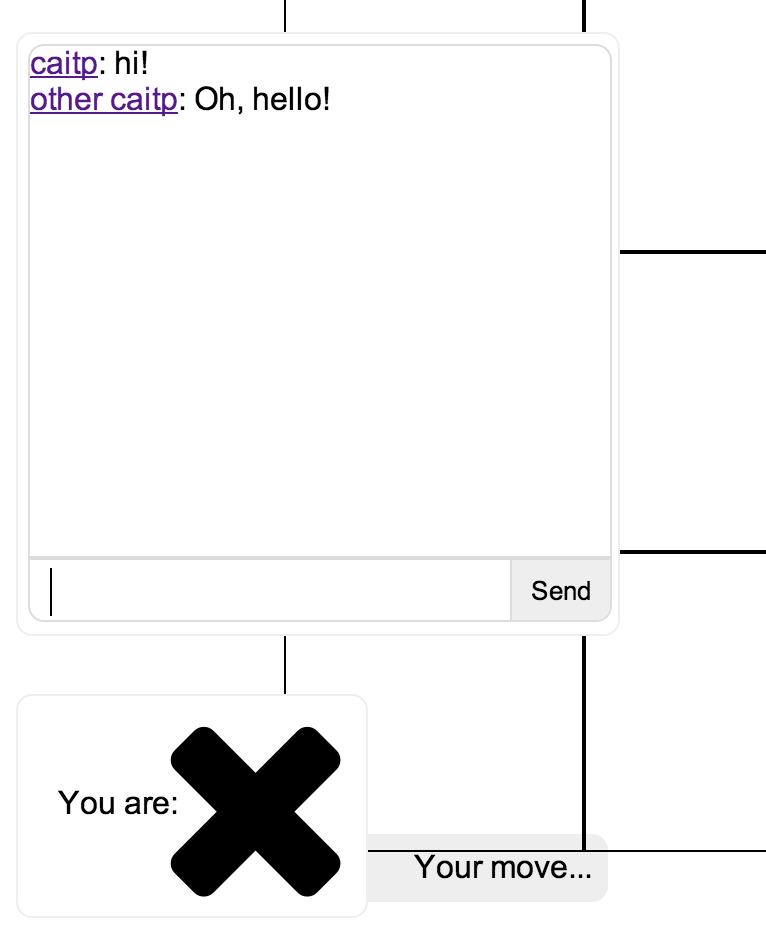 caitp: hi!
other caitp: Oh, hello!
Send
You are:
Your move...